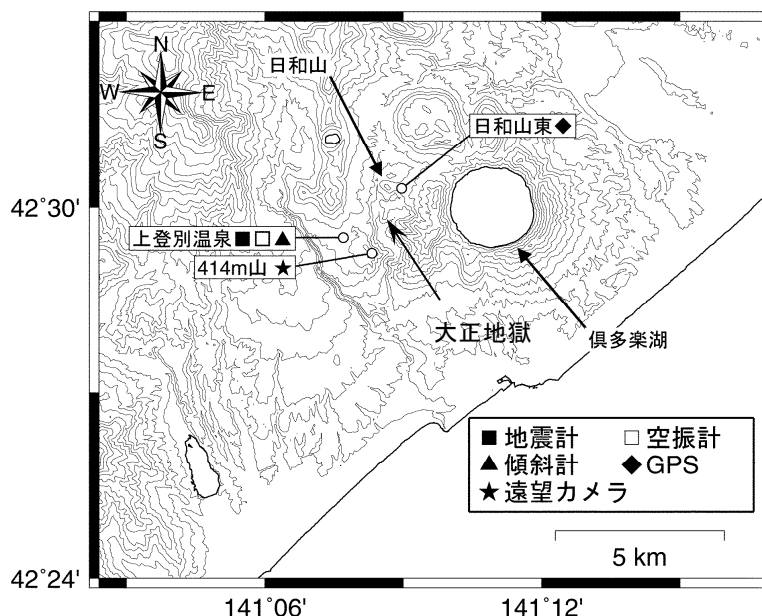 N
W E
S
日和山
日和山東◆
42˚30'
上登別温泉■□▲
414m山 ★
大正地獄
倶多楽湖
■ 地震計 □ 空振計
▲ 傾斜計 ◆ GPS
★ 遠望カメラ
5 km
42˚24'
141˚06' 141˚12'